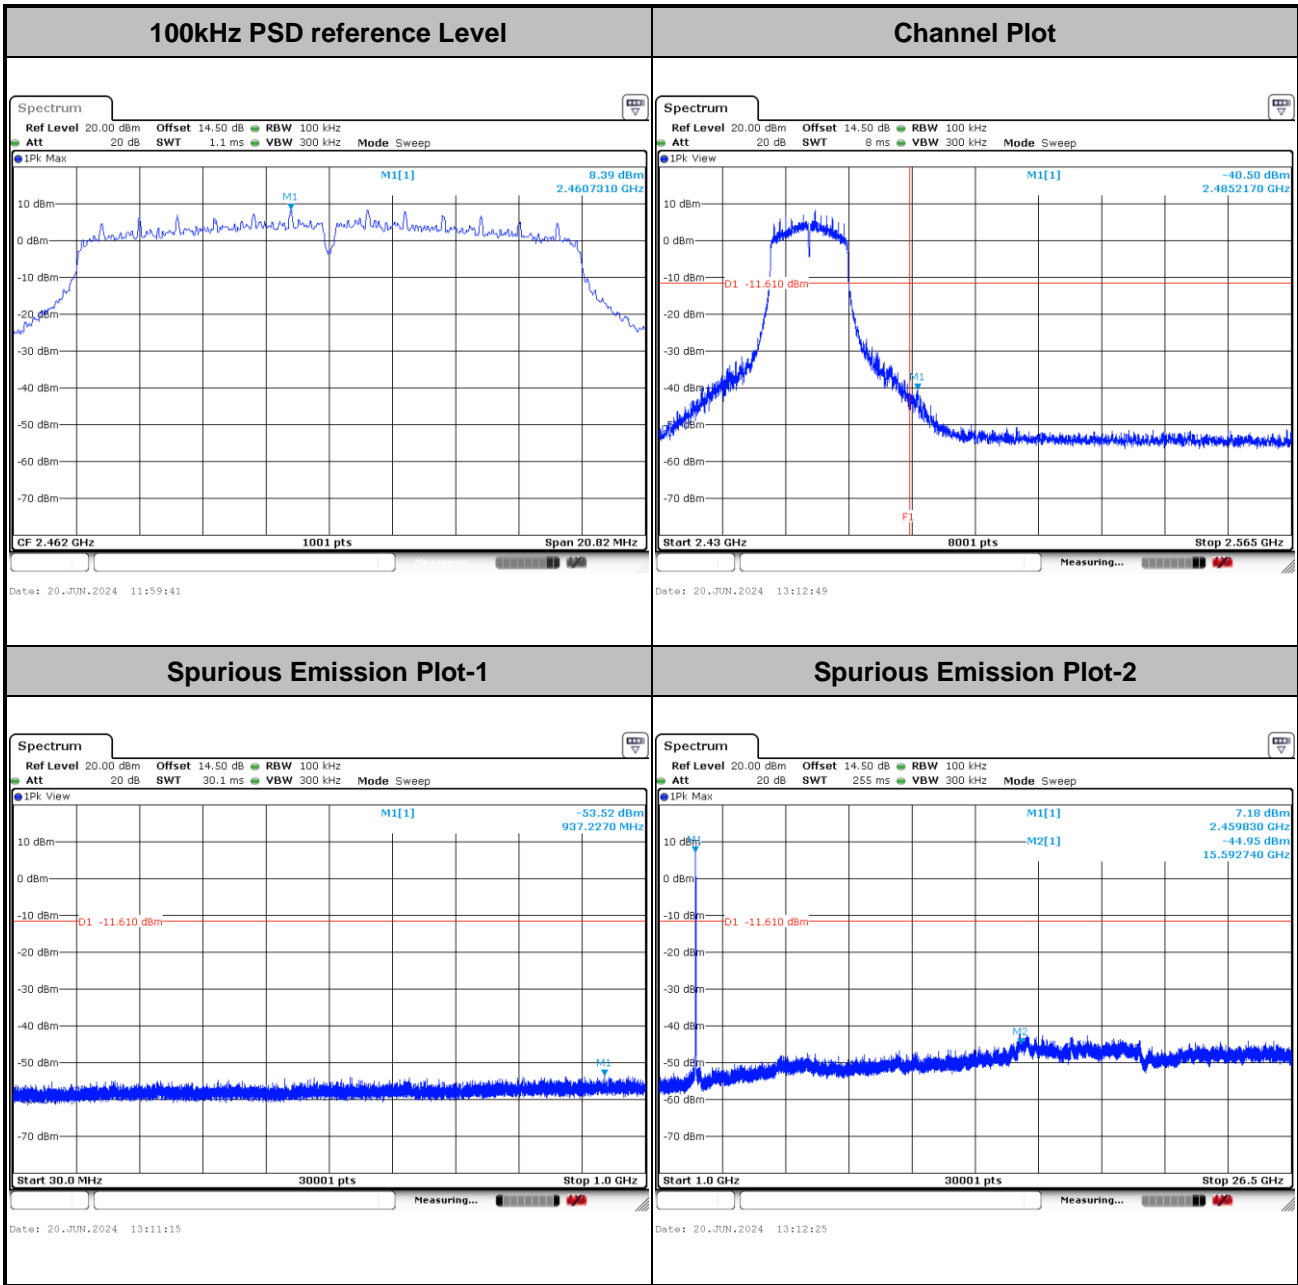 100kHz PSD reference Level
Channel Plot
Spectrum
Ref Level 20.00 dBm Offset 14.50 dB RBW 100 kHz
Att 20 dB SWT 1.1 ms VBW 300 kHz Mode Sweep
1Pk Max
M1[1] 8.39 dBm
2.4607310 GHz
M1
10 dBm
0 dBm
-10 dBm
-20 dBm
-30 dBm
-40 dBm
-50 dBm
-60 dBm
-70 dBm
CF 2.462 GHz 1001 pts Span 20.82 MHz
Measuring...
Date: 20.JUN.2024 11:59:41
Spectrum
Ref Level 20.00 dBm Offset 14.50 dB RBW 100 kHz
Att 20 dB SWT 8 ms VBW 300 kHz Mode Sweep
1Pk View
M1[1] -40.50 dBm
2.4852170 GHz
10 dBm
0 dBm
-10 dBm
D1 -11.610 dBm
-20 dBm
-30 dBm
M1
-40 dBm
-50 dBm
-60 dBm
-70 dBm
F1
Start 2.43 GHz 8001 pts Stop 2.565 GHz
Measuring...
Date: 20.JUN.2024 13:12:49
Spurious Emission Plot-1
Spurious Emission Plot-2
Spectrum
Ref Level 20.00 dBm Offset 14.50 dB RBW 100 kHz
Att 20 dB SWT 30.1 ms VBW 300 kHz Mode Sweep
1Pk View
M1[1] -53.52 dBm
937.2270 MHz
10 dBm
0 dBm
-10 dBm
D1 -11.610 dBm
-20 dBm
-30 dBm
-40 dBm
-50 dBm
M1
-60 dBm
-70 dBm
Start 30.0 MHz 30001 pts Stop 1.0 GHz
Measuring...
Date: 20.JUN.2024 13:11:15
Spectrum
Ref Level 20.00 dBm Offset 14.50 dB RBW 100 kHz
Att 20 dB SWT 255 ms VBW 300 kHz Mode Sweep
1Pk Max
M1[1] 7.18 dBm
2.459830 GHz
M2[1] -44.95 dBm
15.592740 GHz
10 dBm
M1
0 dBm
-10 dBm
D1 -11.610 dBm
-20 dBm
-30 dBm
-40 dBm
M2
-50 dBm
-60 dBm
-70 dBm
Start 1.0 GHz 30001 pts Stop 26.5 GHz
Measuring...
Date: 20.JUN.2024 13:12:25